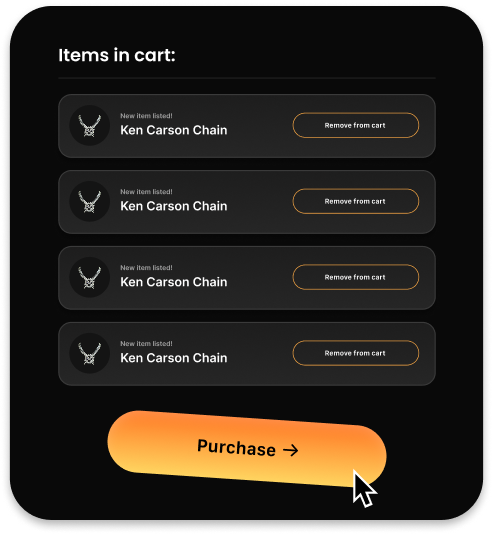 Items in cart:
New item listed!
Ken Carson Chain
Remove from cart
New item listed!
Ken Carson Chain
Remove from cart
New item listed!
Ken Carson Chain
Remove from cart
New item listed!
Ken Carson Chain
Remove from cart
Purchase →